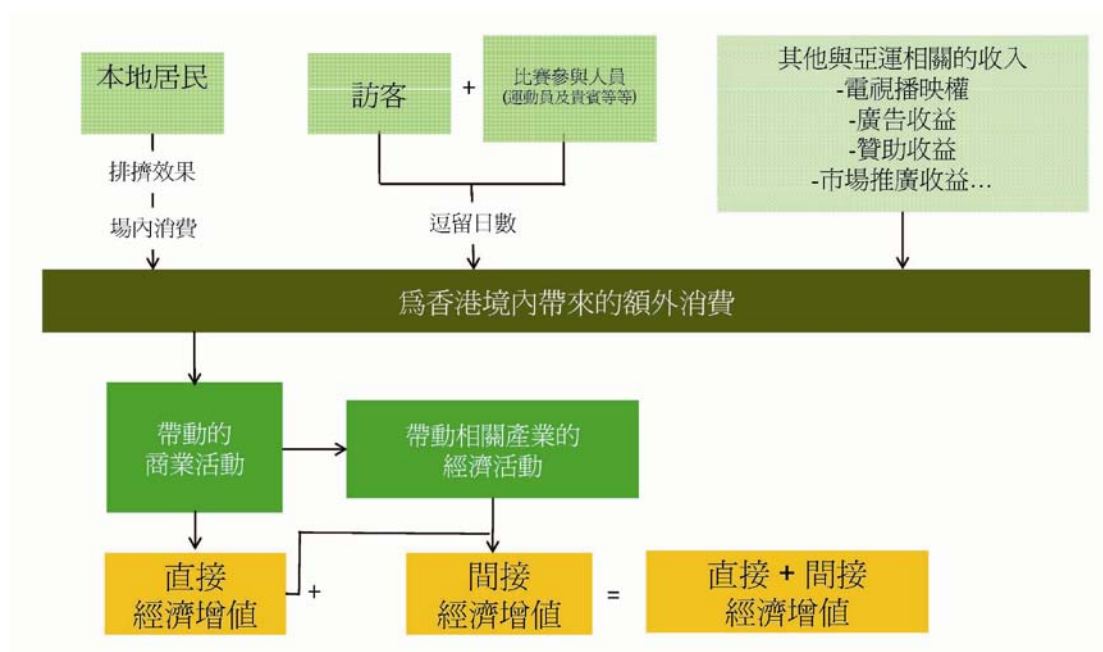 本地居民
訪客
+
比賽參與人員
(運動員及貴賓等等)
其他與亞運相關的收入
-電視播映權
-廣告收益
-贊助收益
-市場推廣收益...
排擠效果
場內消費
逗留日數
爲香港境內帶來的額外消費
帶動的
商業活動
帶動相關產業的
經濟活動
直接
經濟增值
+
間接
經濟增值
=
直接 + 間接
經濟增值